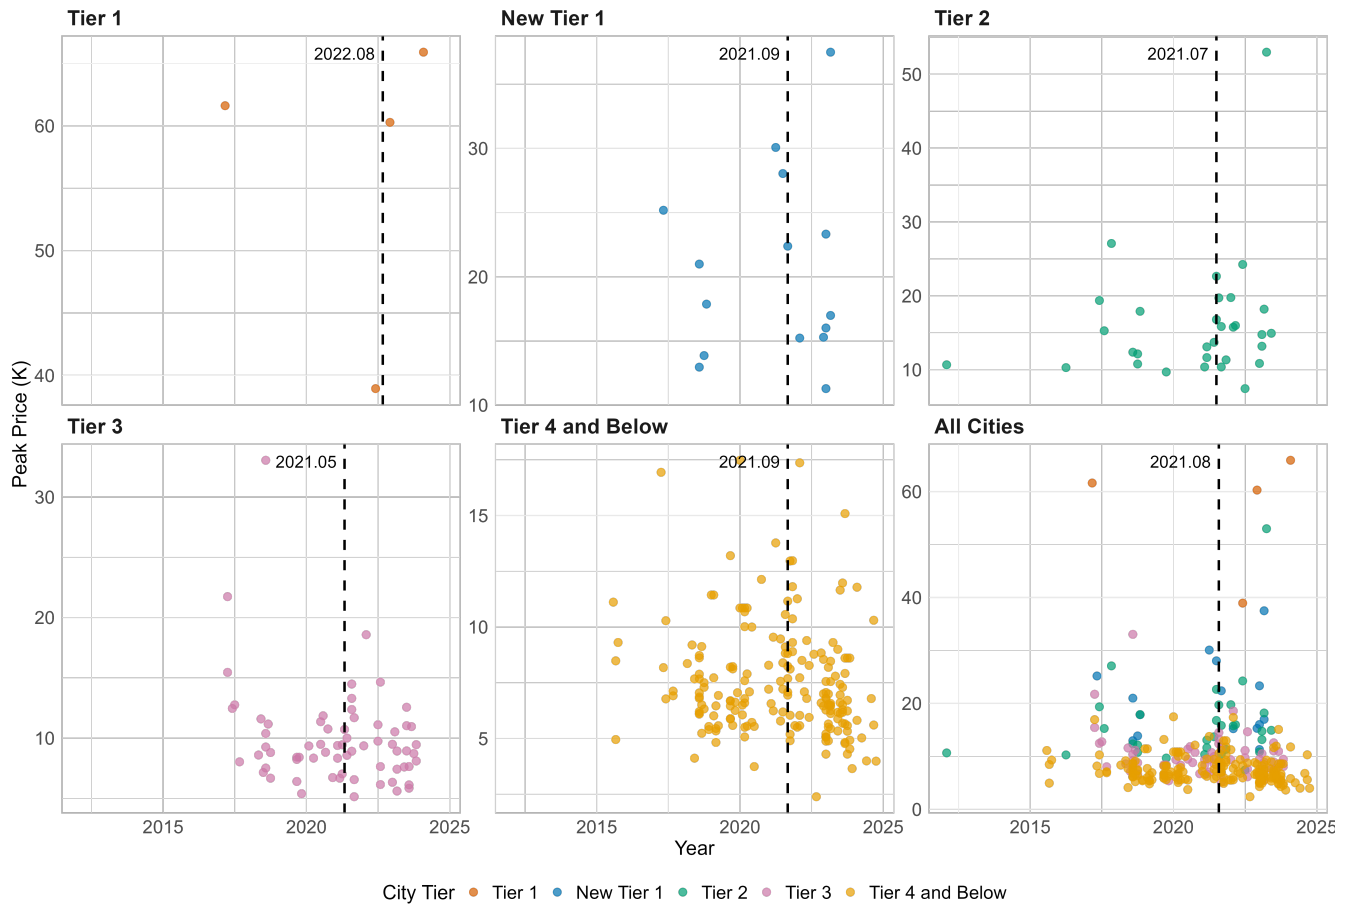 Tier 1
New Tier 1
Tier 2
2022.08
2021.09
2021.07
60
50
40
30
20
10
50
40
30
20
10
Peak Price (K)
Tier 3
Tier 4 and Below
All Cities
2021.05
2021.09
2021.08
30
20
10
15
10
5
60
40
20
0
2015
2020
2025
2015
2020
2025
2015
2020
2025
Year
City Tier
Tier 1
New Tier 1
Tier 2
Tier 3
Tier 4 and Below